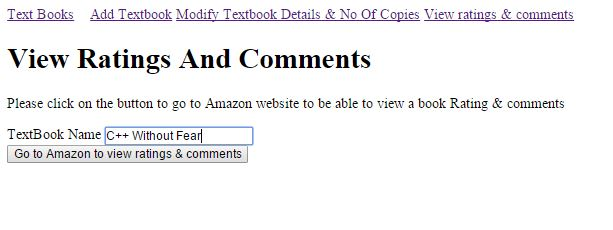 Text Books Add Textbook Modify Textbook Details & No Of Copies View ratings & comments
View Ratings And Comments
Please click on the button to go to Amazon website to be able to view a book Rating & comments
TextBook Name C++ Without Fear
Go to Amazon to view ratings & comments